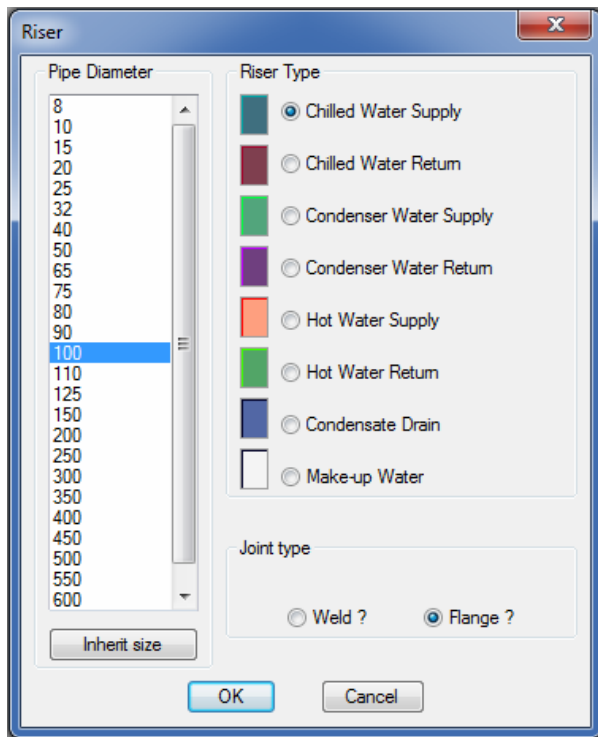 Riser
Pipe Diameter
8
10
15
20
25
32
40
50
65
75
80
90
100
110
125
150
200
250
300
350
400
450
500
550
600
Inherit size
Riser Type
Chilled Water Supply
Chilled Water Return
Condenser Water Supply
Condenser Water Return
Hot Water Supply
Hot Water Return
Condensate Drain
Make-up Water
Joint type
Weld ? Flange ?
OK Cancel